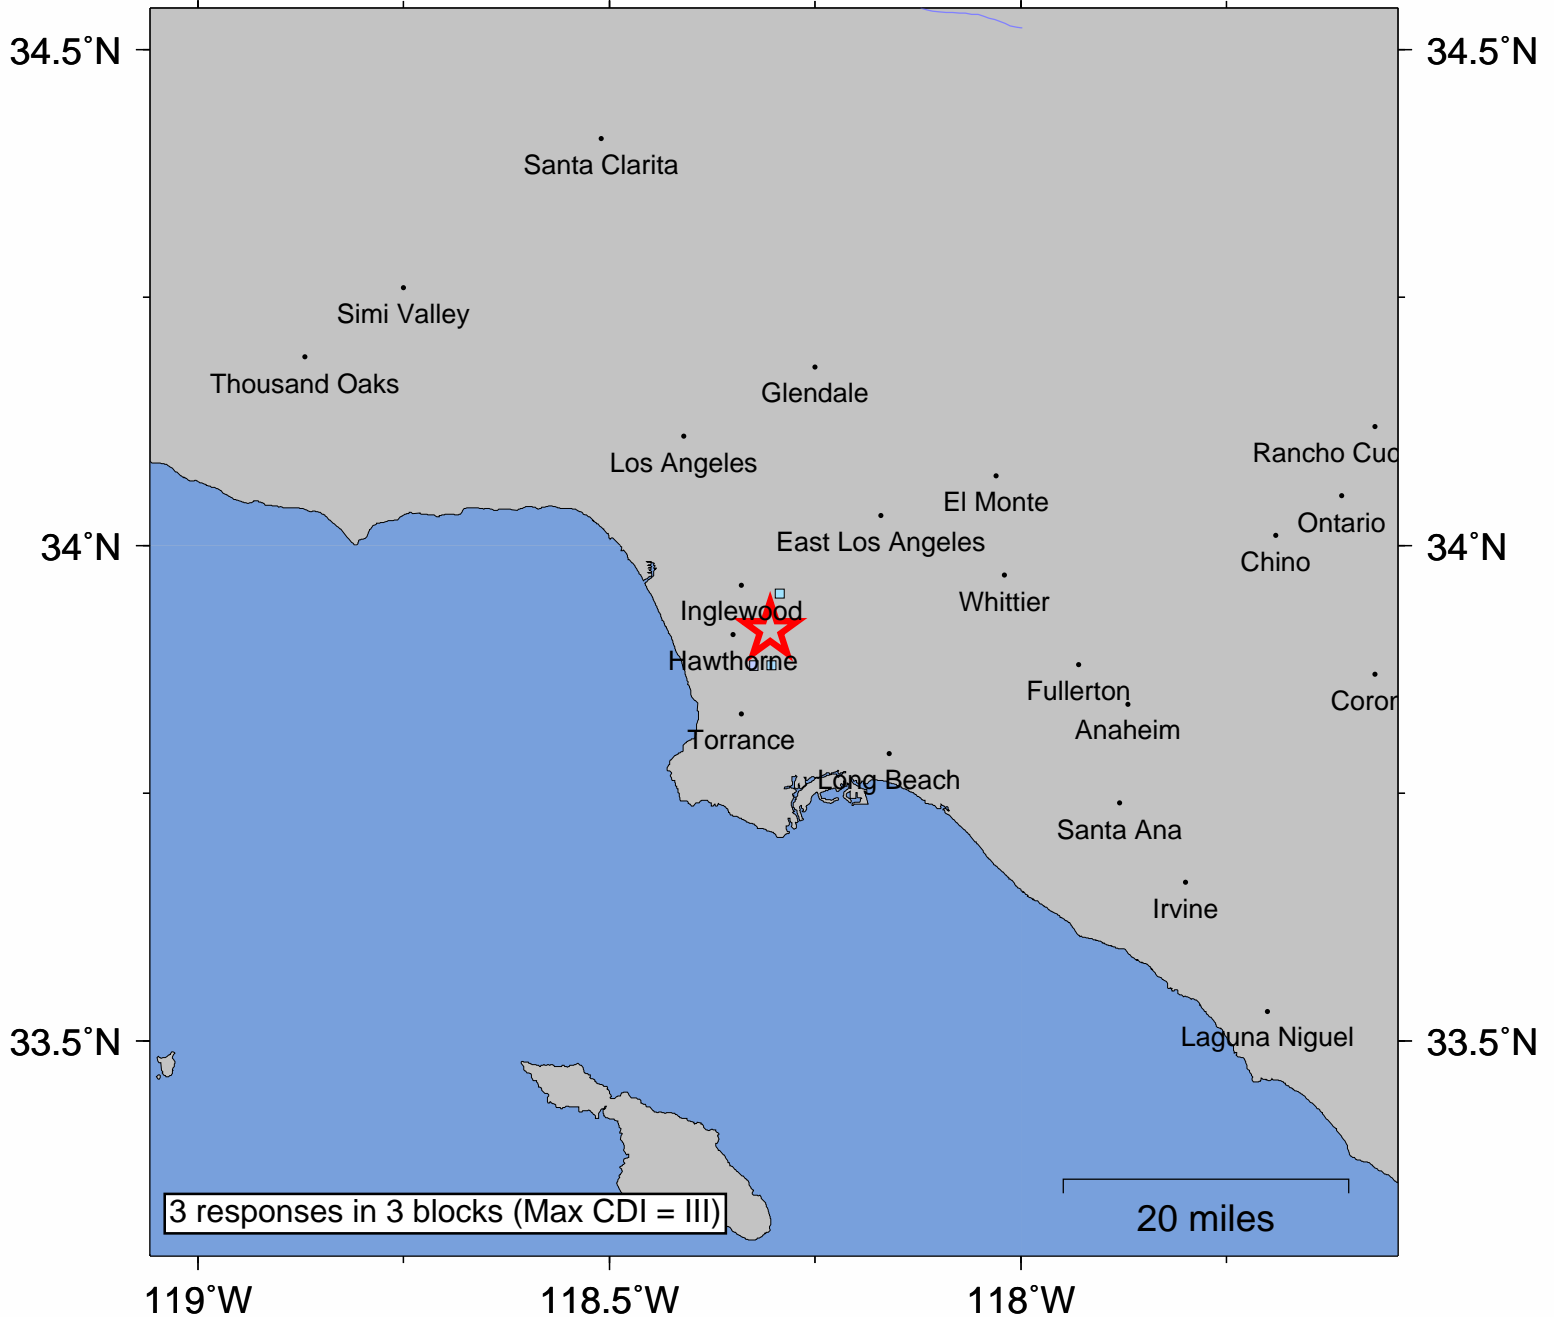 34.5°N
34.5°N
Santa Clarita
Simi Valley
Thousand Oaks
Glendale
Los Angeles
Rancho Cuc
El Monte
Ontario
East Los Angeles
34°N
34°N
Chino
Whittier
Inglewood
Hawthorne
Fullerton
Coror
Anaheim
Torrance
Long Beach
Santa Ana
Irvine
Laguna Niguel
33.5°N
33.5°N
3 responses in 3 blocks (Max CDI = III)
20 miles
119°W
118.5°W
118°W